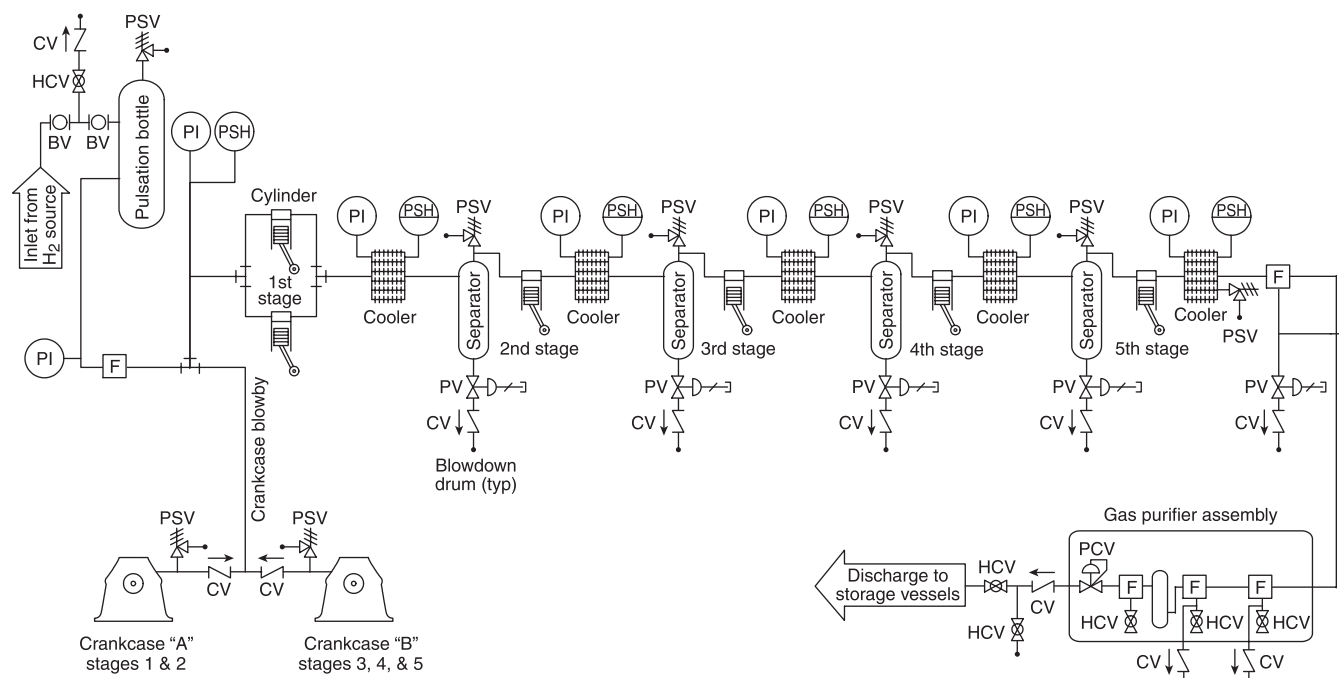 PSV
CV
HCV
BV
BV
Pulsation bottle
PI
PSH
Inlet from
H₂ source
Cylinder
1st
stage
PI
PSH
PSV
Cooler
Separator
2nd stage
PI
PSH
PSV
Cooler
Separator
3rd stage
PI
PSH
PSV
Cooler
Separator
4th stage
PI
PSH
PSV
Cooler
Separator
5th stage
PI
PSH
Cooler
PSV
F
PI
F
Crankcase blowby
PV
CV
Blowdown
drum (typ)
PV
CV
PV
CV
PV
CV
PV
CV
PSV
PSV
CV
CV
Crankcase “A”
stages 1 & 2
Crankcase “B”
stages 3, 4, & 5
Gas purifier assembly
PCV
F
F
F
HCV
HCV
HCV
CV
CV
HCV
CV
HCV
Discharge to
storage vessels